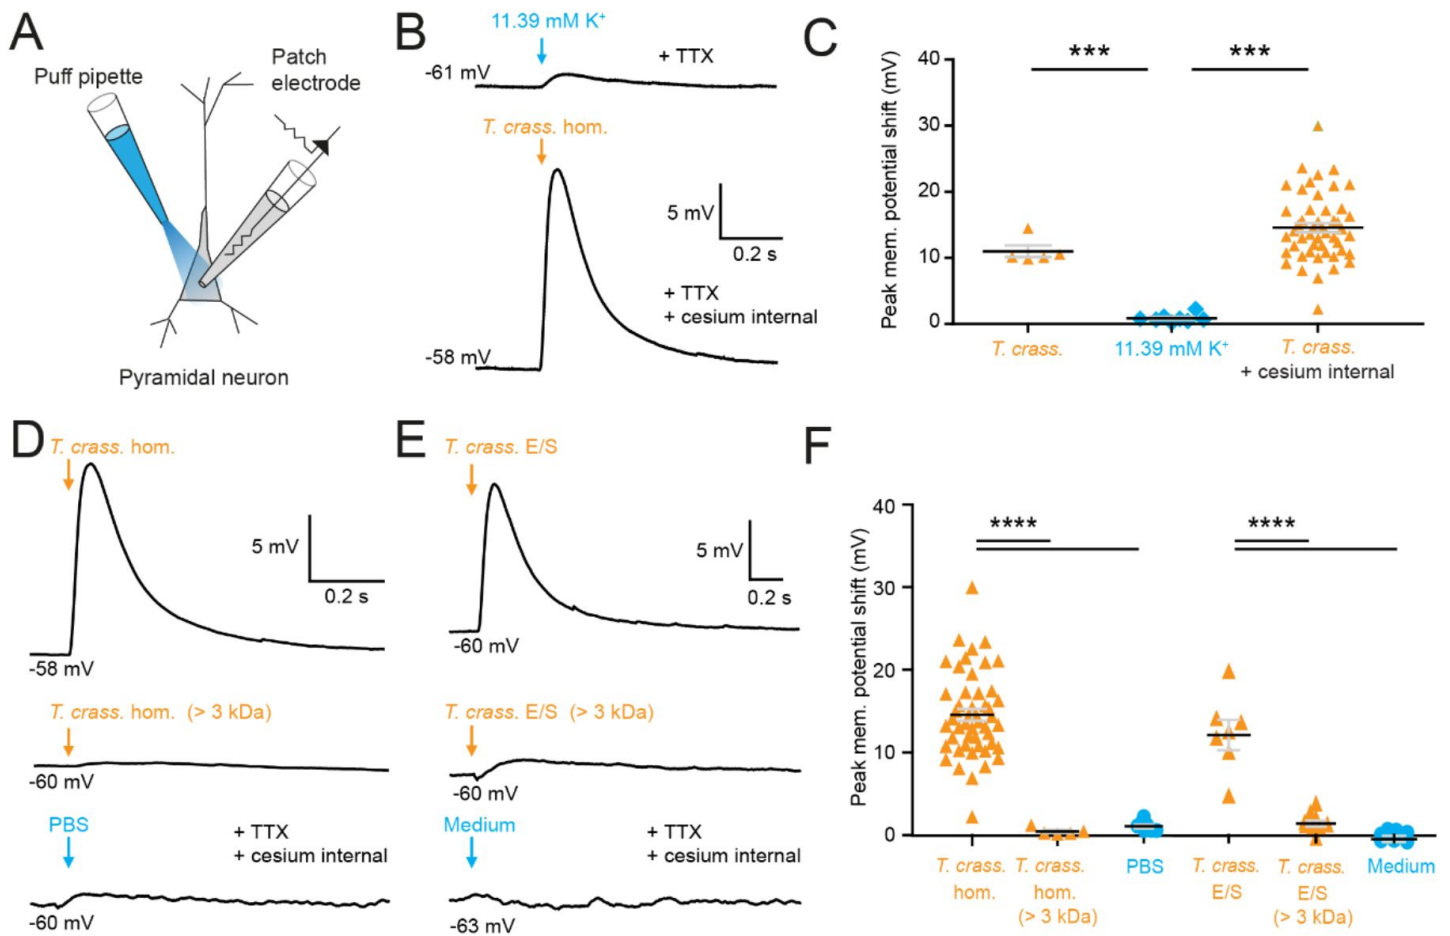 A
Puff pipette
Patch
electrode
Pyramidal neuron
B
11.39 mM K⁺
+ TTX
-61 mV
T. crass. hom.
5 mV
0.2 s
+ TTX
+ cesium internal
-58 mV
C
Peak mem. potential shift (mV)
40
30
20
10
0
***
***
T. crass.
11.39 mM K⁺
T. crass.
+ cesium internal
D
T. crass. hom.
5 mV
0.2 s
-58 mV
T. crass. hom. (> 3 kDa)
-60 mV
PBS
+ TTX
+ cesium internal
-60 mV
E
T. crass. E/S
5 mV
0.2 s
-60 mV
T. crass. E/S (> 3 kDa)
-60 mV
Medium
+ TTX
+ cesium internal
-63 mV
F
Peak mem. potential shift (mV)
40
30
20
10
0
****
****
T. crass.
hom.
T. crass.
hom.
(> 3 kDa)
PBS
T. crass.
E/S
T. crass.
E/S
(> 3 kDa)
Medium